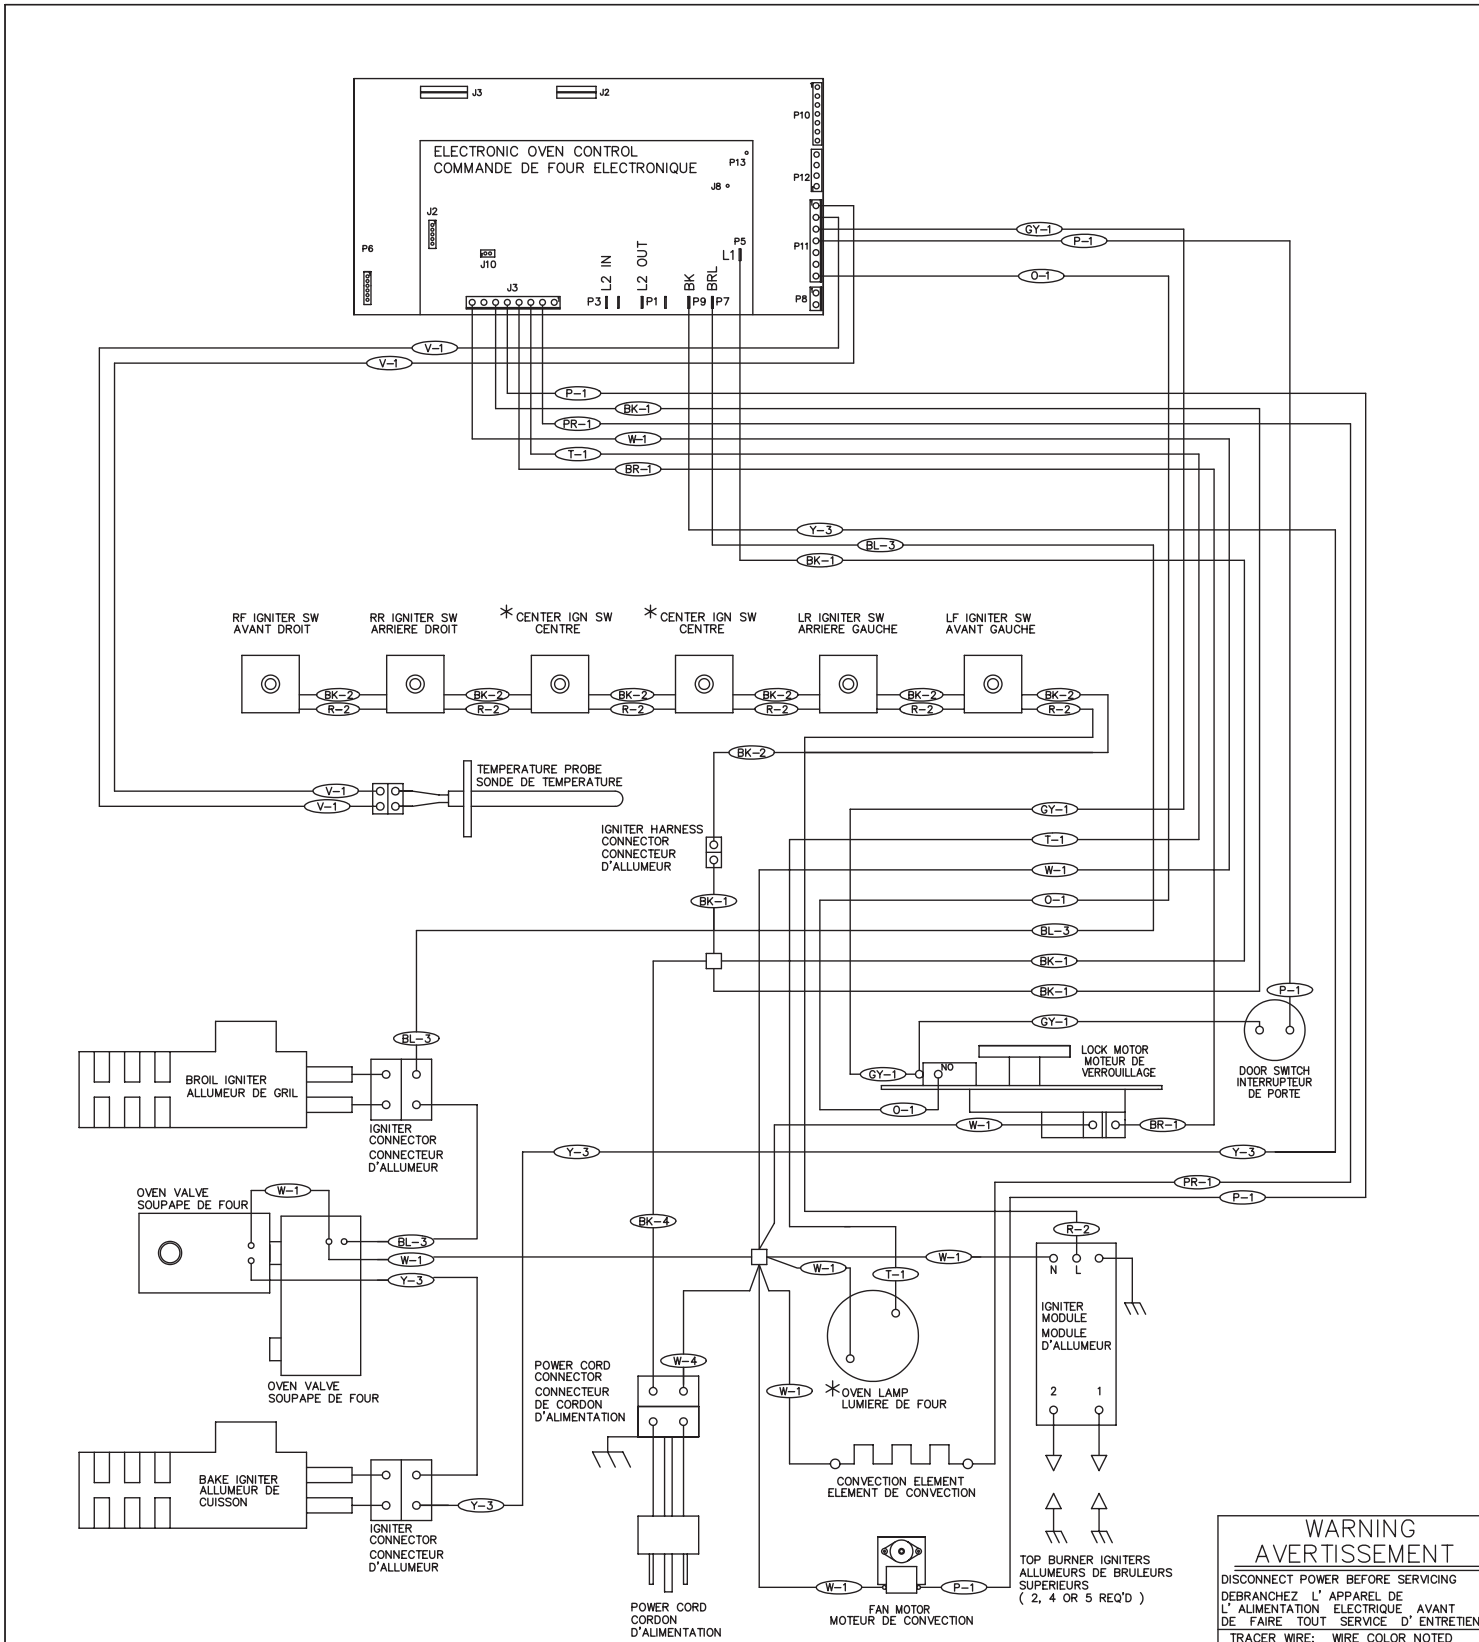 J3
J2
P10
ELECTRONIC OVEN CONTROL
COMMANDE DE FOUR ELECTRONIQUE
P13
P12
J8
J2
P6
J10
L1
P5
P11
J3
P3
L2 IN
L2 OUT
P1
BK
P9
BRL
P7
P8
GY-1
P-1
O-1
V-1
V-1
P-1
BK-1
PR-1
W-1
T-1
BR-1
Y-3
BL-3
BK-1
RF IGNITER SW
AVANT DROIT
RR IGNITER SW
ARRIERE DROIT
* CENTER IGN SW
CENTRE
* CENTER IGN SW
CENTRE
LR IGNITER SW
ARRIERE GAUCHE
LF IGNITER SW
AVANT GAUCHE
BK-2
BK-2
BK-2
BK-2
BK-2
BK-2
R-2
R-2
R-2
R-2
R-2
R-2
BK-2
TEMPERATURE PROBE
SONDE DE TEMPERATURE
V-1
V-1
IGNITER HARNESS
CONNECTOR
CONNECTEUR
D'ALLUMEUR
GY-1
T-1
W-1
BK-1
O-1
BL-3
BK-1
BK-1
P-1
GY-1
BL-3
LOCK MOTOR
MOTEUR DE
VERROUILLAGE
NO
GY-1
DOOR SWITCH
INTERRUPTEUR
DE PORTE
BROIL IGNITER
ALLUMEUR DE GRIL
O-1
W-1
BR-1
IGNITER
CONNECTOR
CONNECTEUR
D'ALLUMEUR
Y-3
Y-3
PR-1
P-1
OVEN VALVE
SOUPAPE DE FOUR
W-1
BK-4
R-2
BL-3
W-1
Y-3
W-1
W-1
T-1
N
L
IGNITER
MODULE
MODULE
D'ALLUMEUR
2
1
OVEN VALVE
SOUPAPE DE FOUR
POWER CORD
CONNECTOR
CONNECTEUR
DE CORDON
D'ALIMENTATION
W-4
W-1
* OVEN LAMP
LUMIERE DE FOUR
BAKE IGNITER
ALLUMEUR DE
CUISSON
Y-3
CONVECTION ELEMENT
ELEMENT DE CONVECTION
IGNITER
CONNECTOR
CONNECTEUR
D'ALLUMEUR
TOP BURNER IGNITERS
ALLUMEURS DE BRULEURS
SUPERIEURS
( 2, 4 OR 5 REQ'D )
W-1
P-1
FAN MOTOR
MOTEUR DE CONVECTION
POWER CORD
CORDON
D'ALIMENTATION
WARNING
AVERTISSEMENT
DISCONNECT POWER BEFORE SERVICING
DEBRANCHEZ L' APPAREL DE
L' ALIMENTATION ELECTRIQUE AVANT
DE FAIRE TOUT SERVICE D' ENTRETIEN
TRACER WIRE: WIRE COLOR NOTED